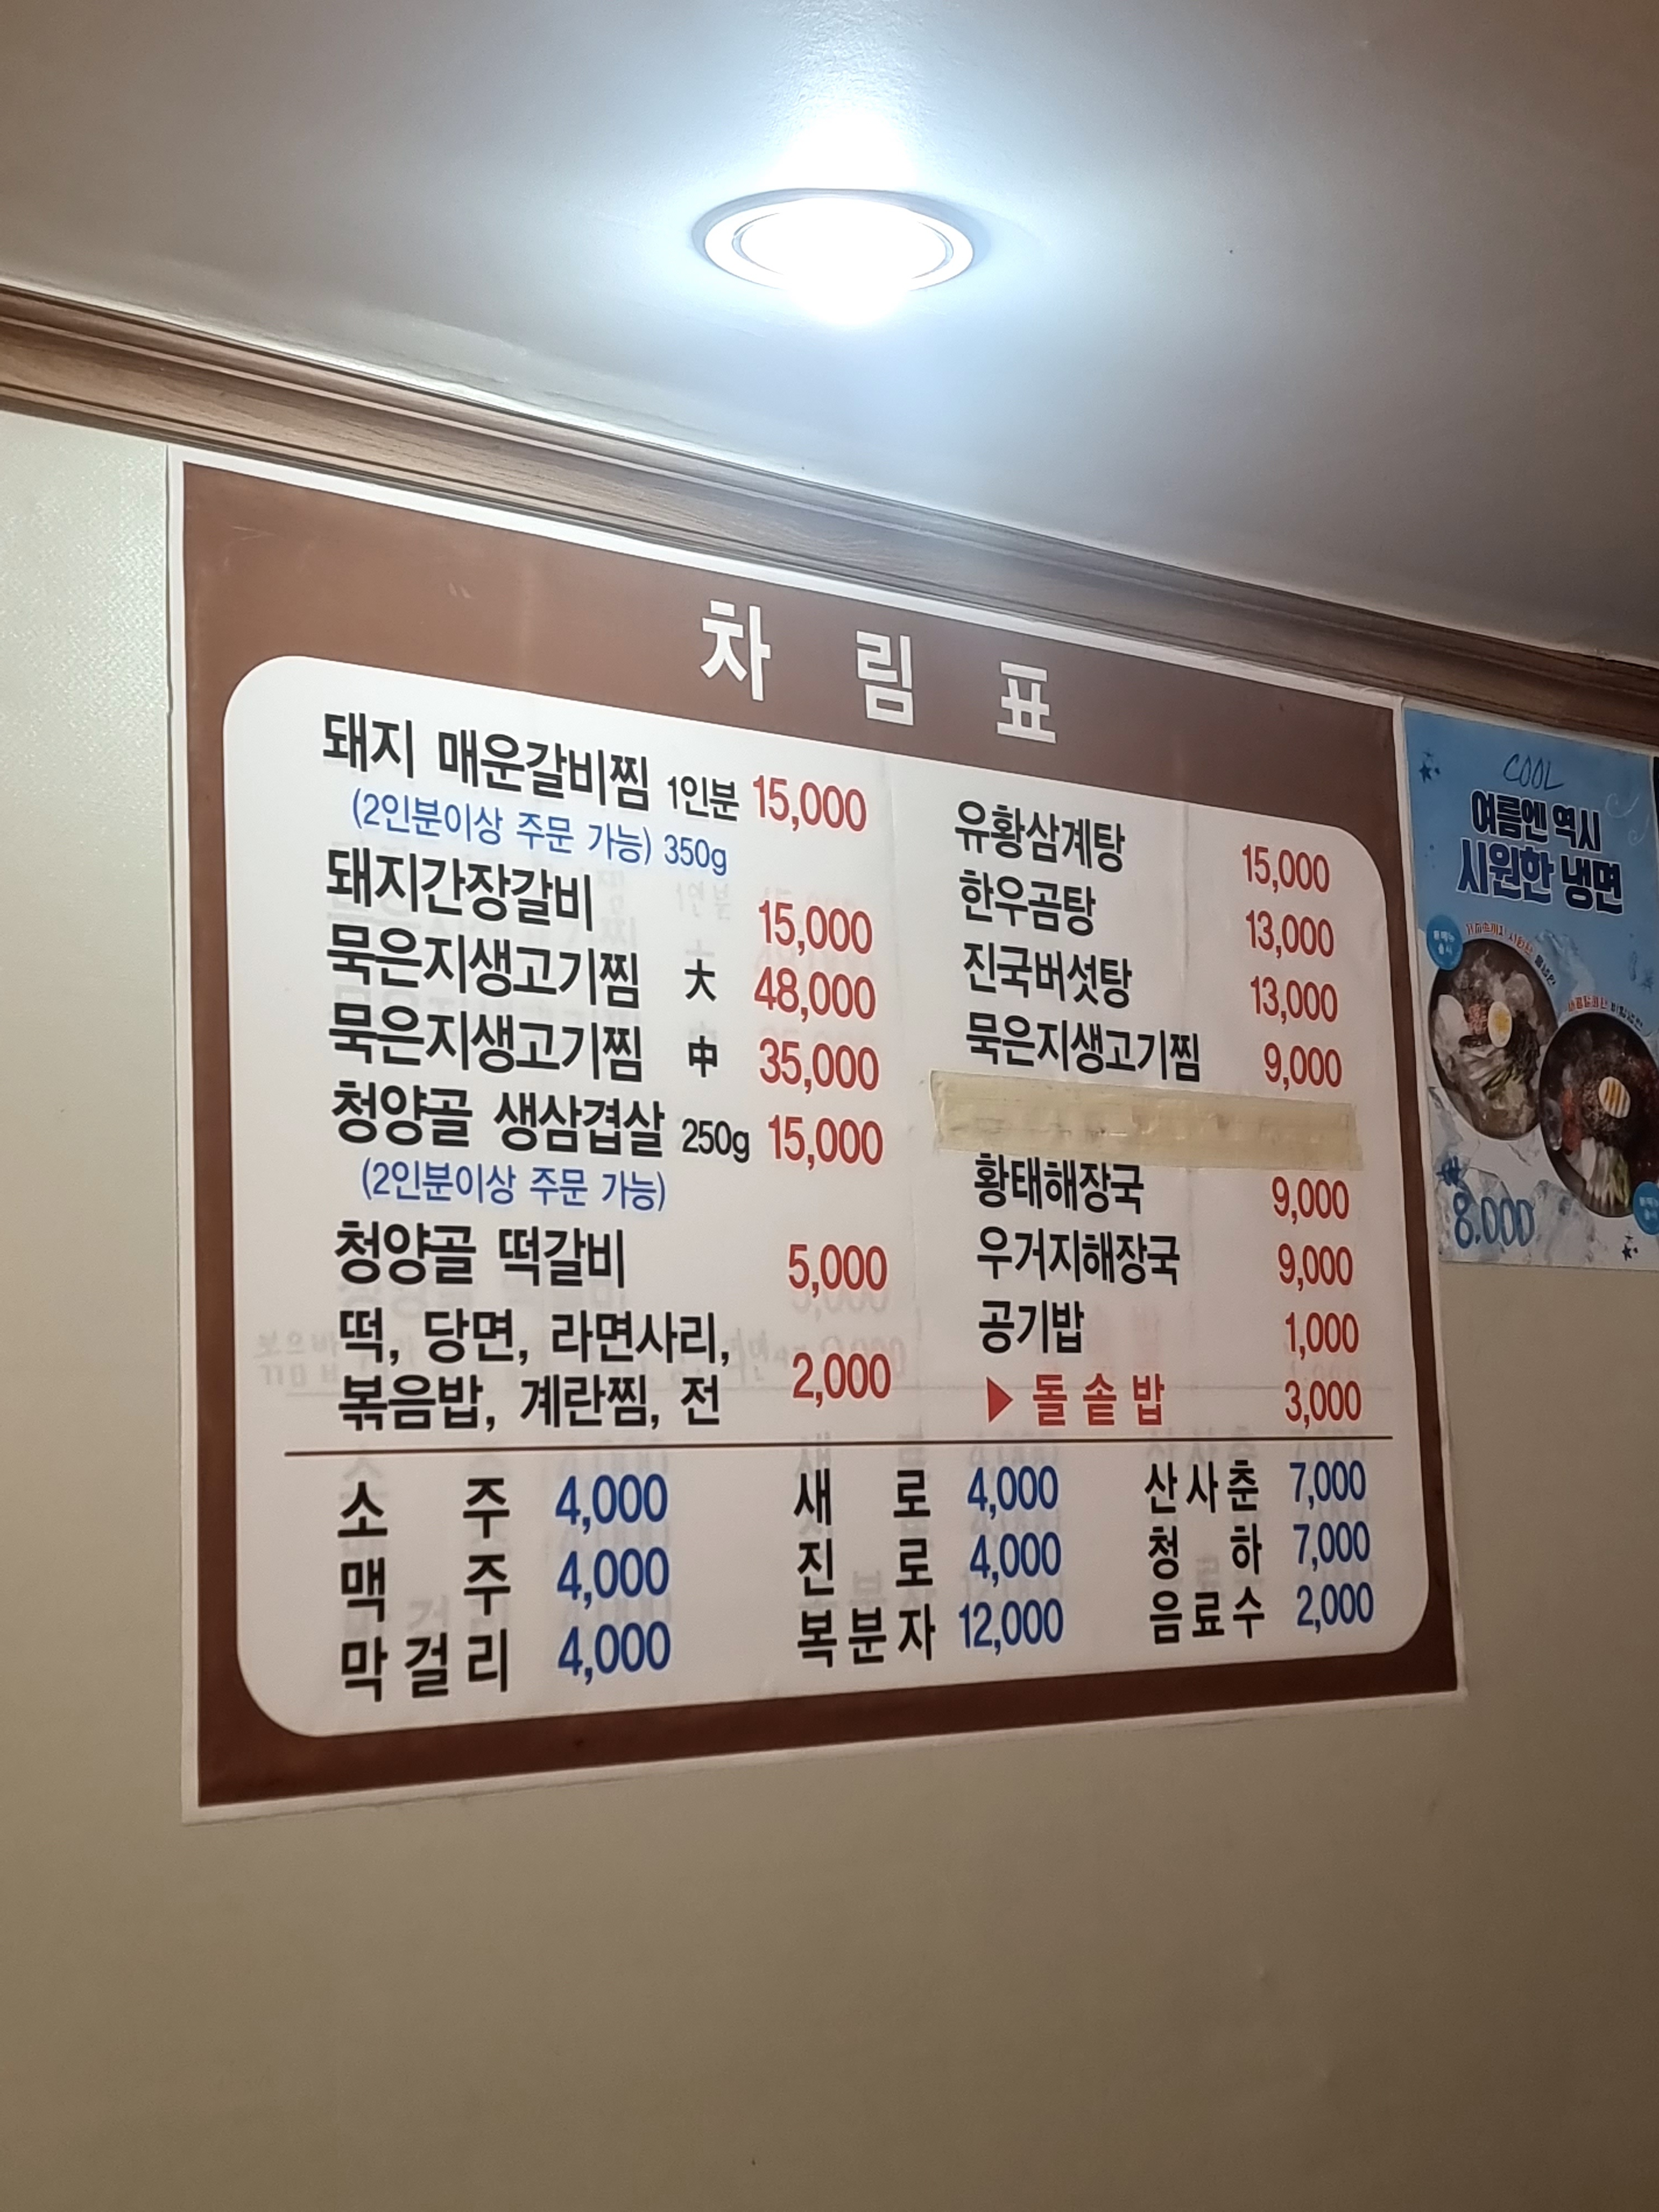 차림표
돼지 매운갈비찜 1인분 15,000
(2인분이상 주문 가능) 350g
돼지간장갈비 15,000
묵은지생고기찜 大 48,000
묵은지생고기찜 中 35,000
청양골 생삼겹살 250g 15,000
(2인분이상 주문 가능)
청양골 떡갈비 5,000
떡, 당면, 라면사리,
볶음밥, 계란찜, 전 2,000
유황삼계탕 15,000
한우곰탕 13,000
진국버섯탕 13,000
묵은지생고기찜 9,000
황태해장국 9,000
우거지해장국 9,000
공기밥 1,000
▶ 돌솥밥 3,000
소주 4,000
맥주 4,000
막걸리 4,000
새로 4,000
진로 4,000
복분자 12,000
산사춘 7,000
청하 7,000
음료수 2,000
COOL
여름엔 역시
시원한 냉면
₩
8.000